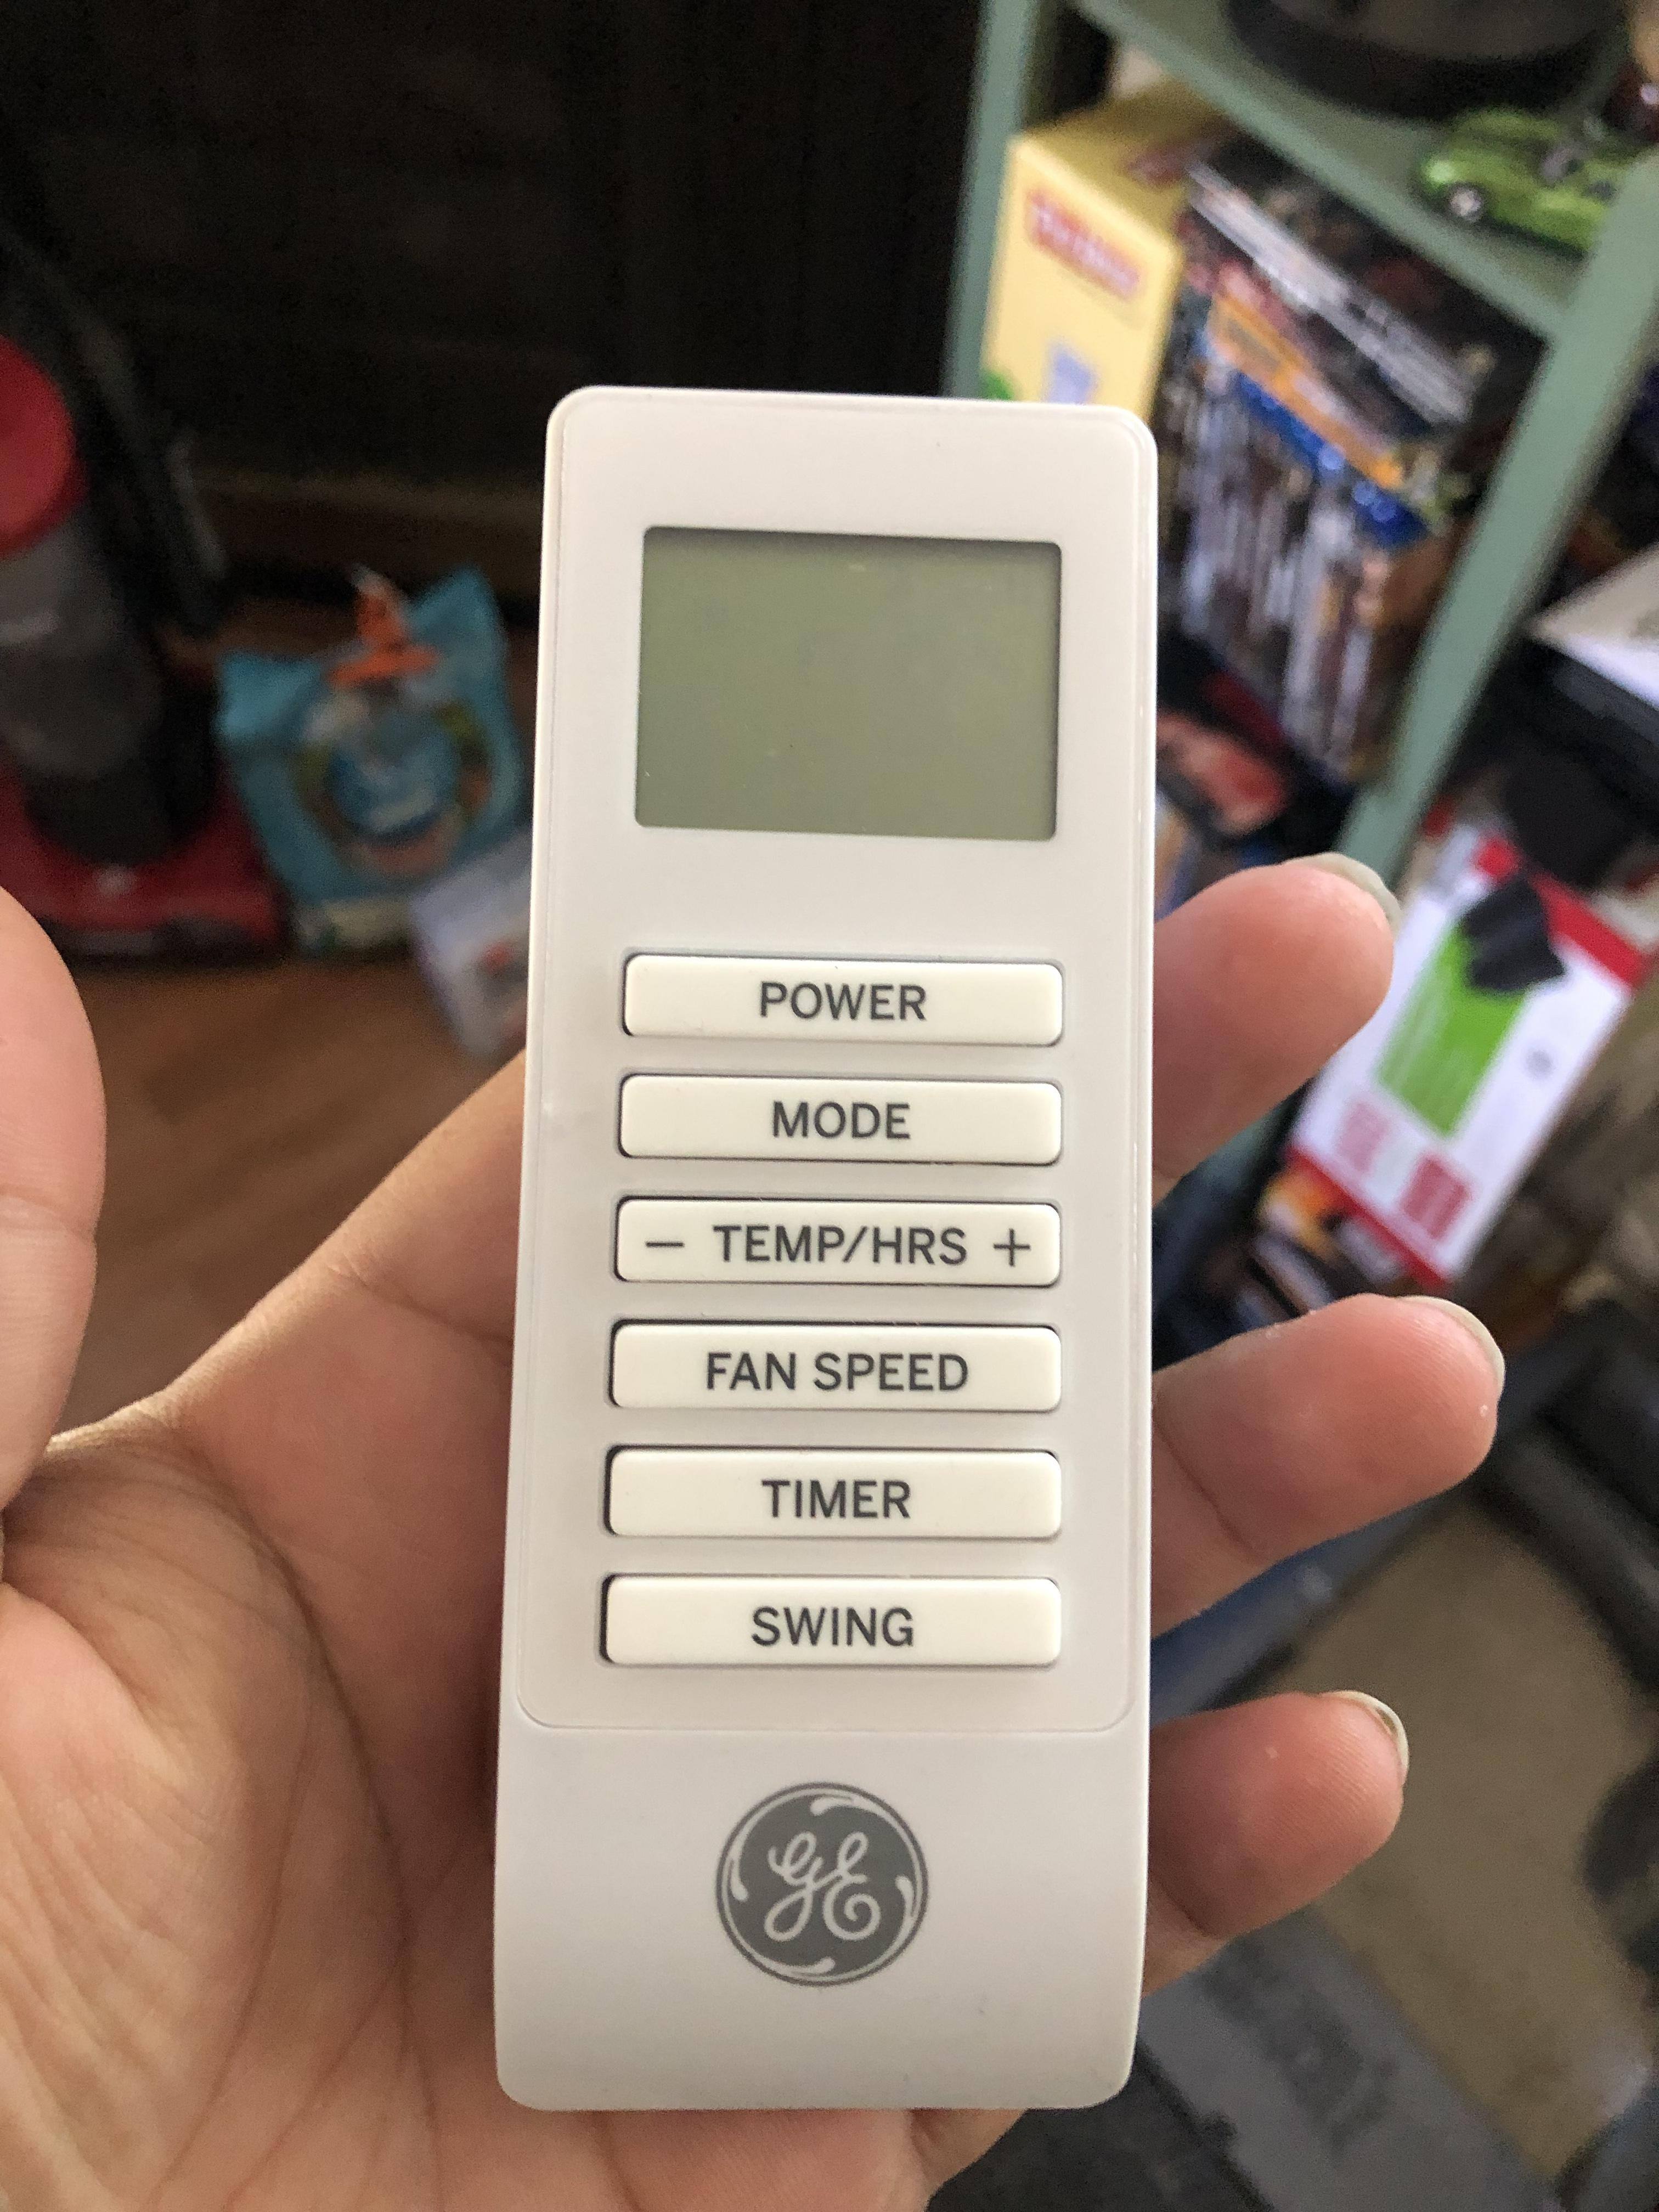 POWER
MODE
− TEMP/HRS +
FAN SPEED
TIMER
SWING
GE